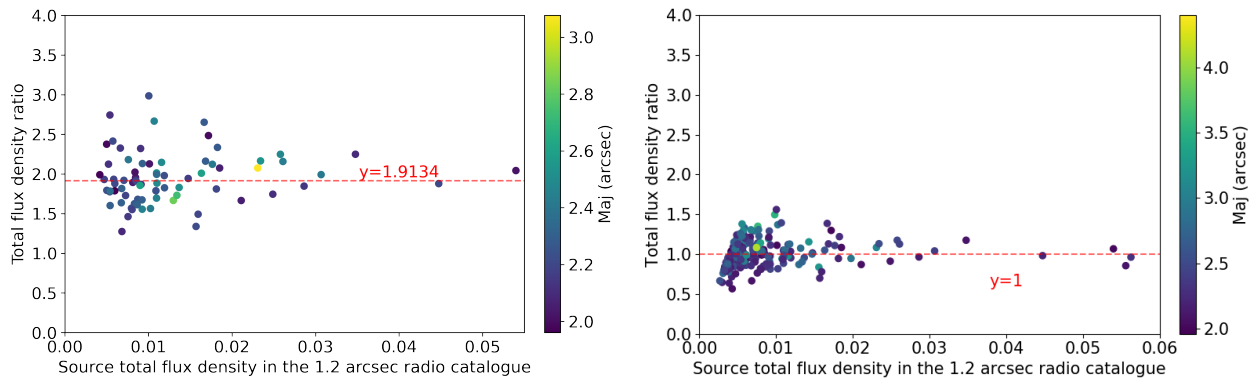 4.0
3.5
3.0
2.5
2.0
1.5
1.0
0.5
0.0
Total flux density ratio
0.00 0.01 0.02 0.03 0.04 0.05
Source total flux density in the 1.2 arcsec radio catalogue
y=1.9134
3.0
2.8
2.6
2.4
2.2
2.0
Maj (arcsec)
4.0
3.5
3.0
2.5
2.0
1.5
1.0
0.5
0.0
Total flux density ratio
0.00 0.01 0.02 0.03 0.04 0.05 0.06
Source total flux density in the 1.2 arcsec radio catalogue
y=1
4.0
3.5
3.0
2.5
2.0
Maj (arcsec)